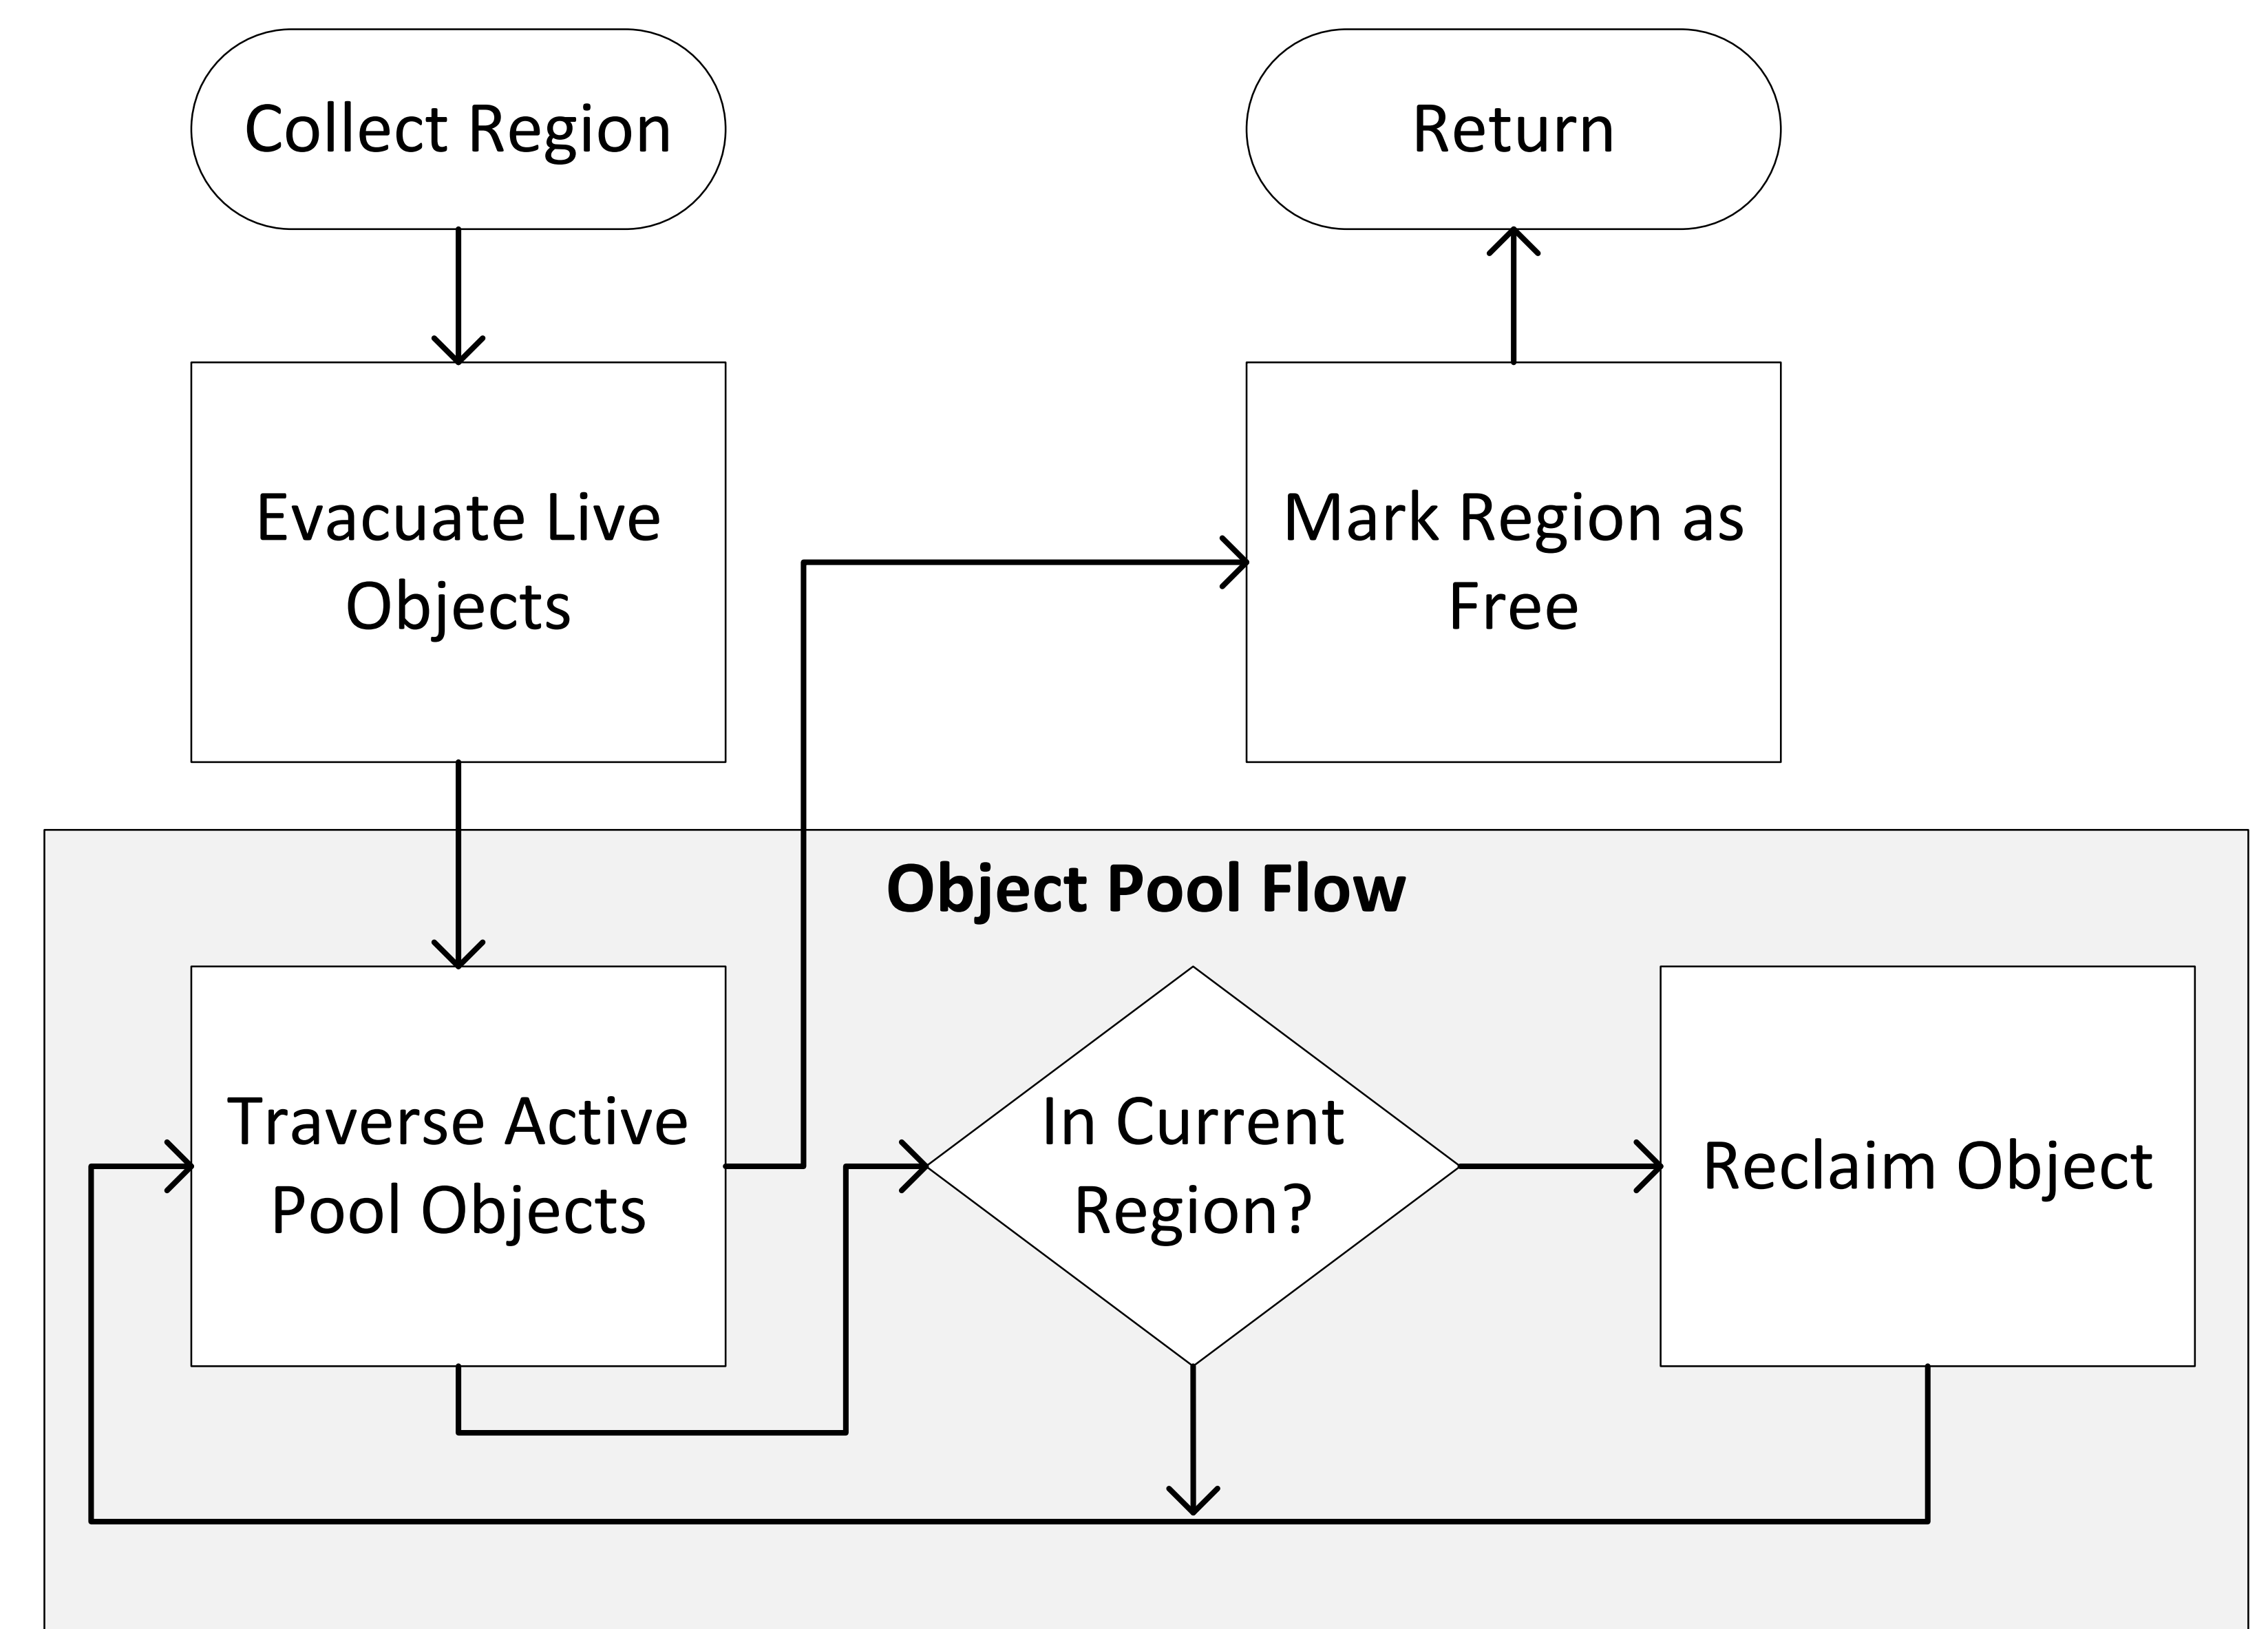 Collect Region
Return
Evacuate Live
Objects
Mark Region as
Free
Object Pool Flow
Traverse Active
Pool Objects
In Current
Region?
Reclaim Object